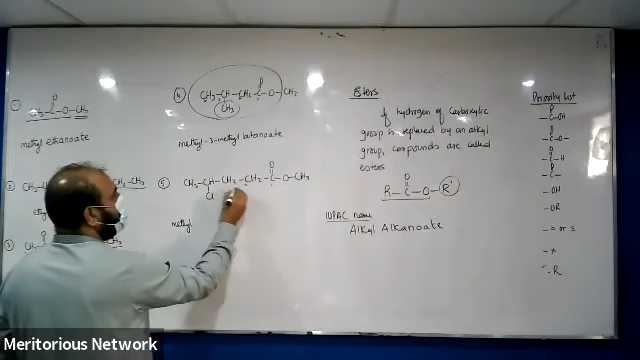 ①
O
CH₃-C-O-CH₃
methyl ethanoate
②
CH₃
CH₂-CH₃
③
CH₃
④
O
CH₃-CH-CH₂-C-O-CH₃
CH₃
methyl-3-methyl butanoate
⑤
O
CH₃-CH-CH₂-CH₂-C-O-CH₃
Cl
methyl
Esters
If hydrogen of Carboxylic
group is replaced by an alkyl
group, compounds are called
esters
O
R-C-O-R'
IUPAC name
Alkyl Alkanoate
Priority list
O
-C-OH
O
-C-O-
O
-C-H
O
-C-
-OH
-OR
- = or ≡
-X
-R
Meritorious Network